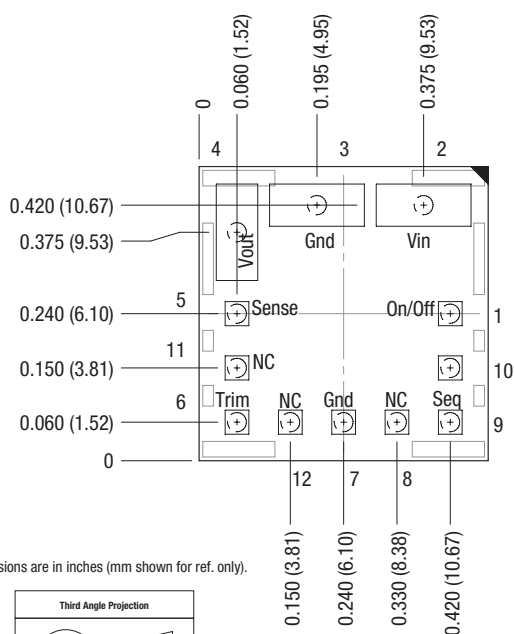 0
0.060 (1.52)
0.195 (4.95)
0.375 (9.53)
4
3
2
0.420 (10.67)
0.375 (9.53)
Vout
Gnd
Vin
0.240 (6.10)
5
Sense
On/Off
1
0.150 (3.81)
11
NC
10
0.060 (1.52)
6
Trim
NC
Gnd
NC
Seq
9
0
12
7
8
0.150 (3.81)
0.240 (6.10)
0.330 (8.38)
0.420 (10.67)
sions are in inches (mm shown for ref. only).
Third Angle Projection